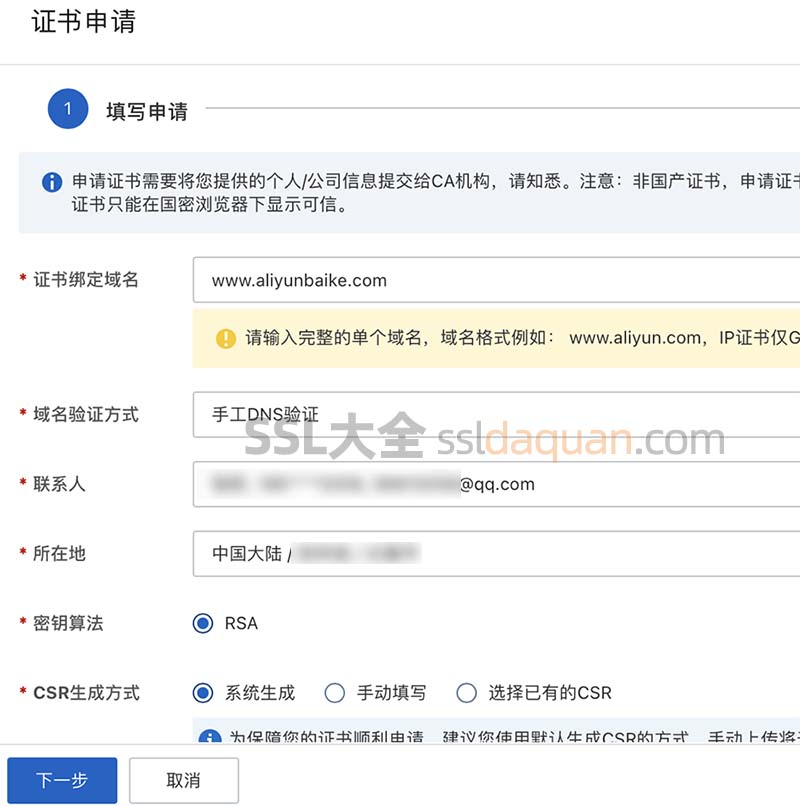 证书申请
1 填写申请
申请证书需要将您提供的个人/公司信息提交给CA机构，请知悉。注意：非国产证书，申请证书
证书只能在国密浏览器下显示可信。
* 证书绑定域名 www.aliyunbaike.com
请输入完整的单个域名，域名格式例如： www.aliyun.com，IP证书仅G
* 域名验证方式 手工DNS验证
SSL大全 ssldaquan.com
* 联系人 @qq.com
* 所在地 中国大陆 /
* 密钥算法 RSA
* CSR生成方式 系统生成 手动填写 选择已有的CSR
为保障您的证书顺利申请，建议您使用默认生成CSR的方式，手动上传将
下一步 取消